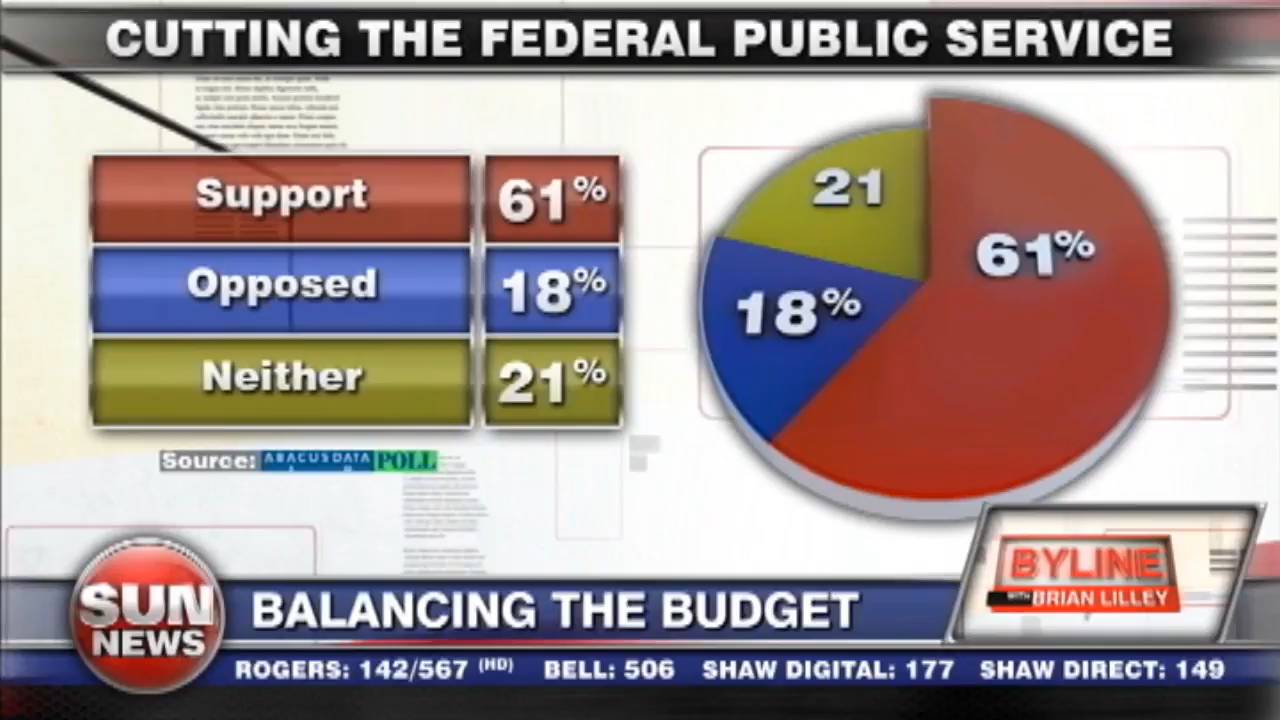 CUTTING THE FEDERAL PUBLIC SERVICE
Support 61%
Opposed 18%
Neither 21%
21
61%
18%
Source: ABACUS DATA POLL
BYLINE
WITH BRIAN LILLEY
SUN
NEWS
BALANCING THE BUDGET
ROGERS: 142/567 (HD) BELL: 506 SHAW DIGITAL: 177 SHAW DIRECT: 149